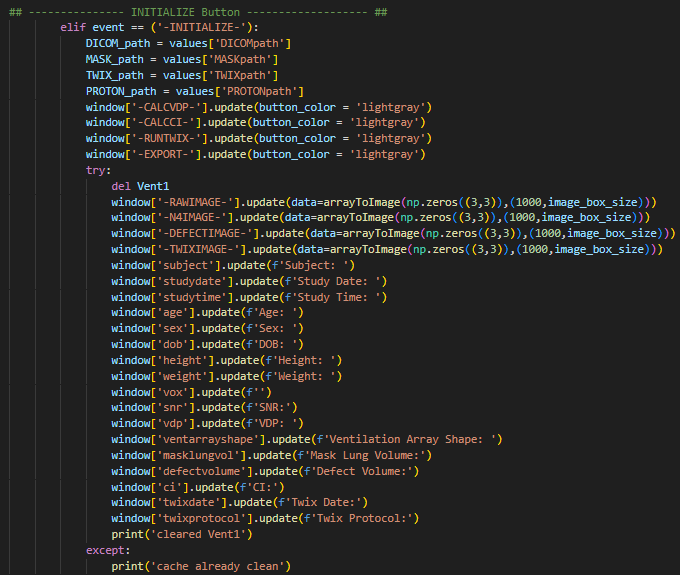 ## --------------- INITIALIZE Button ------------------- ##
elif event == ('-INITIALIZE-'):
DICOM_path = values['DICOMpath']
MASK_path = values['MASKpath']
TWIX_path = values['TWIXpath']
PROTON_path = values['PROTONpath']
window['-CALCVDP-'].update(button_color = 'lightgray')
window['-CALCCI-'].update(button_color = 'lightgray')
window['-RUNTWIX-'].update(button_color = 'lightgray')
window['-EXPORT-'].update(button_color = 'lightgray')
try:
del Vent1
window['-RAWIMAGE-'].update(data=arrayToImage(np.zeros((3,3)),(1000,image_box_size)))
window['-N4IMAGE-'].update(data=arrayToImage(np.zeros((3,3)),(1000,image_box_size)))
window['-DEFECTIMAGE-'].update(data=arrayToImage(np.zeros((3,3)),(1000,image_box_size)))
window['-TWIXIMAGE-'].update(data=arrayToImage(np.zeros((3,3)),(1000,image_box_size)))
window['subject'].update(f'Subject: ')
window['studydate'].update(f'Study Date: ')
window['studytime'].update(f'Study Time: ')
window['age'].update(f'Age: ')
window['sex'].update(f'Sex: ')
window['dob'].update(f'DOB: ')
window['height'].update(f'Height: ')
window['weight'].update(f'Weight: ')
window['vox'].update(f'')
window['snr'].update(f'SNR:')
window['vdp'].update(f'VDP: ')
window['ventarrayshape'].update(f'Ventilation Array Shape: ')
window['masklungvol'].update(f'Mask Lung Volume:')
window['defectvolume'].update(f'Defect Volume:')
window['ci'].update(f'CI:')
window['twixdate'].update(f'Twix Date:')
window['twixprotocol'].update(f'Twix Protocol:')
print('cleared Vent1')
except:
print('cache already clean')